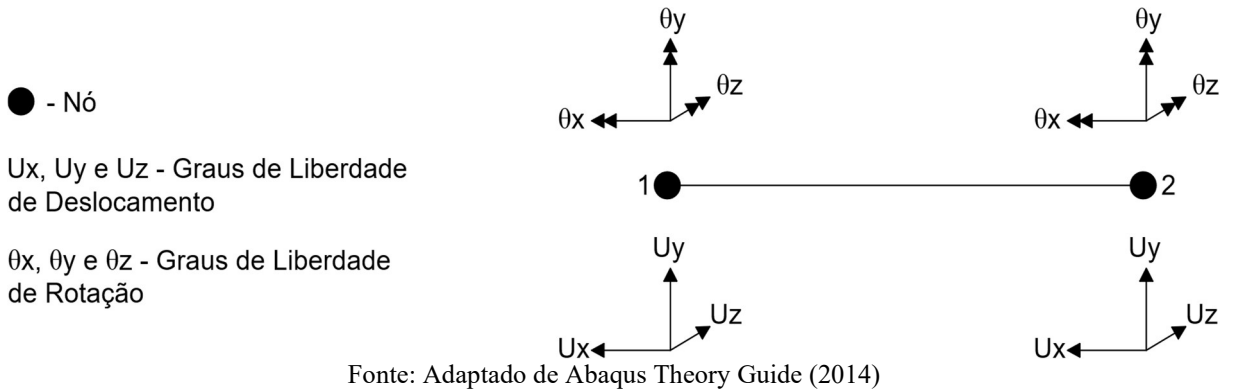 θy
θy
θz
θz
- Nó
θx
θx
Ux, Uy e Uz - Graus de Liberdade
de Deslocamento
1
2
θx, θy e θz - Graus de Liberdade
de Rotação
Uy
Uy
Uz
Uz
Ux
Ux
Fonte: Adaptado de Abaqus Theory Guide (2014)